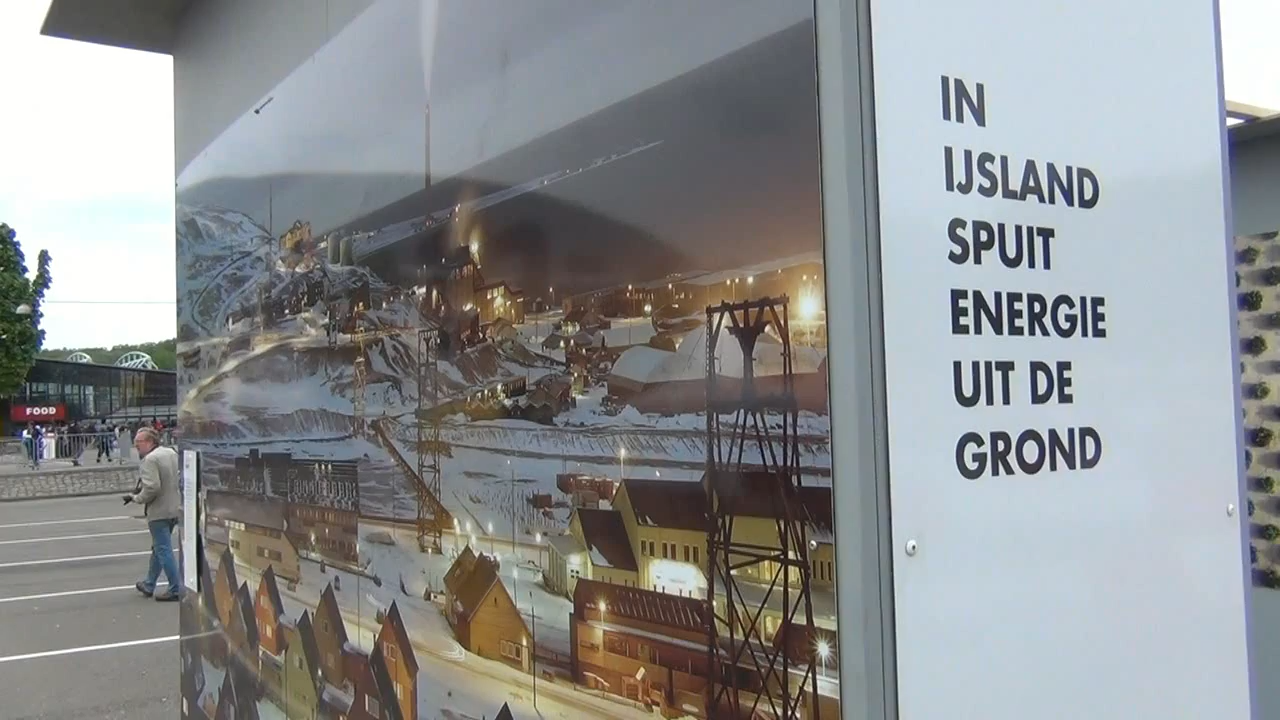 FOOD
IN
IJSLAND
SPUIT
ENERGIE
UIT DE
GROND